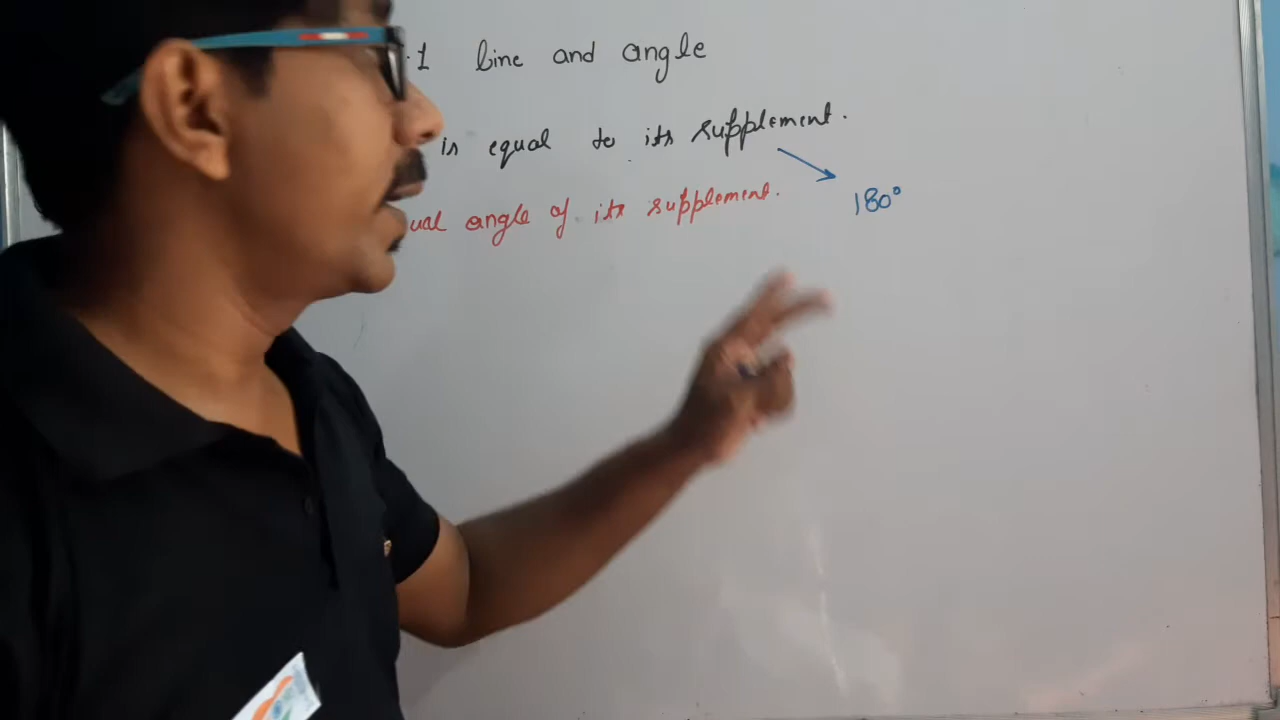 .1 line and angle
is equal to its supplement.
180°
ual angle of its supplement.